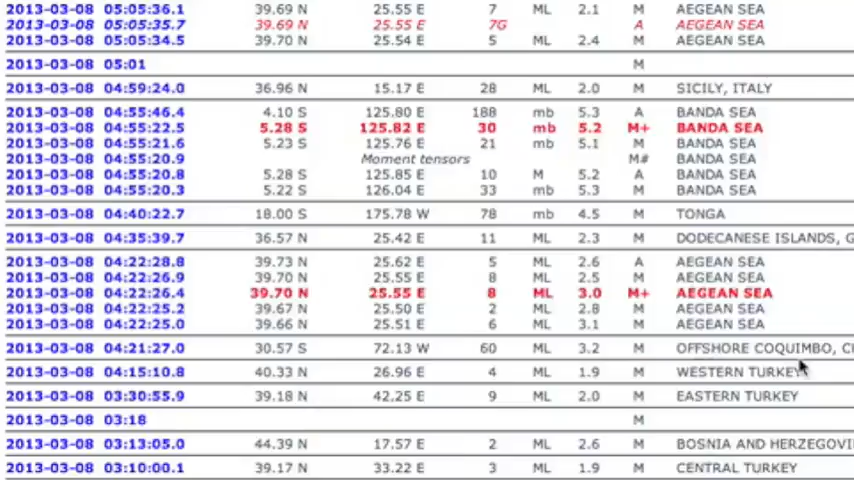 2013-03-08 05:05:36.1 39.69 N 25.55 E 7 ML 2.1 M AEGEAN SEA
2013-03-08 05:05:35.7 39.69 N 25.55 E 7G A AEGEAN SEA
2013-03-08 05:05:34.5 39.70 N 25.54 E 5 ML 2.4 M AEGEAN SEA
2013-03-08 05:01 M
2013-03-08 04:59:24.0 36.96 N 15.17 E 28 ML 2.0 M SICILY, ITALY
2013-03-08 04:55:46.4 4.10 S 125.80 E 188 mb 5.3 A BANDA SEA
2013-03-08 04:55:22.5 5.28 S 125.82 E 30 mb 5.2 M+ BANDA SEA
2013-03-08 04:55:21.6 5.23 S 125.76 E 21 mb 5.1 M BANDA SEA
2013-03-08 04:55:20.9 Moment tensors M# BANDA SEA
2013-03-08 04:55:20.8 5.28 S 125.85 E 10 M 5.2 A BANDA SEA
2013-03-08 04:55:20.3 5.22 S 126.04 E 33 mb 5.3 M BANDA SEA
2013-03-08 04:40:22.7 18.00 S 175.78 W 78 mb 4.5 M TONGA
2013-03-08 04:35:39.7 36.57 N 25.42 E 11 ML 2.3 M DODECANESE ISLANDS, G
2013-03-08 04:22:28.8 39.73 N 25.62 E 5 ML 2.6 A AEGEAN SEA
2013-03-08 04:22:26.9 39.70 N 25.55 E 8 ML 2.5 M AEGEAN SEA
2013-03-08 04:22:26.4 39.70 N 25.55 E 8 ML 3.0 M+ AEGEAN SEA
2013-03-08 04:22:25.2 39.67 N 25.50 E 2 ML 2.8 M AEGEAN SEA
2013-03-08 04:22:25.0 39.66 N 25.51 E 6 ML 3.1 M AEGEAN SEA
2013-03-08 04:21:27.0 30.57 S 72.13 W 60 ML 3.2 M OFFSHORE COQUIMBO, C
2013-03-08 04:15:10.8 40.33 N 26.96 E 4 ML 1.9 M WESTERN TURKEY
2013-03-08 03:30:55.9 39.18 N 42.25 E 9 ML 2.0 M EASTERN TURKEY
2013-03-08 03:18 M
2013-03-08 03:13:05.0 44.39 N 17.57 E 2 ML 2.6 M BOSNIA AND HERZEGOVI
2013-03-08 03:10:00.1 39.17 N 33.22 E 3 ML 1.9 M CENTRAL TURKEY